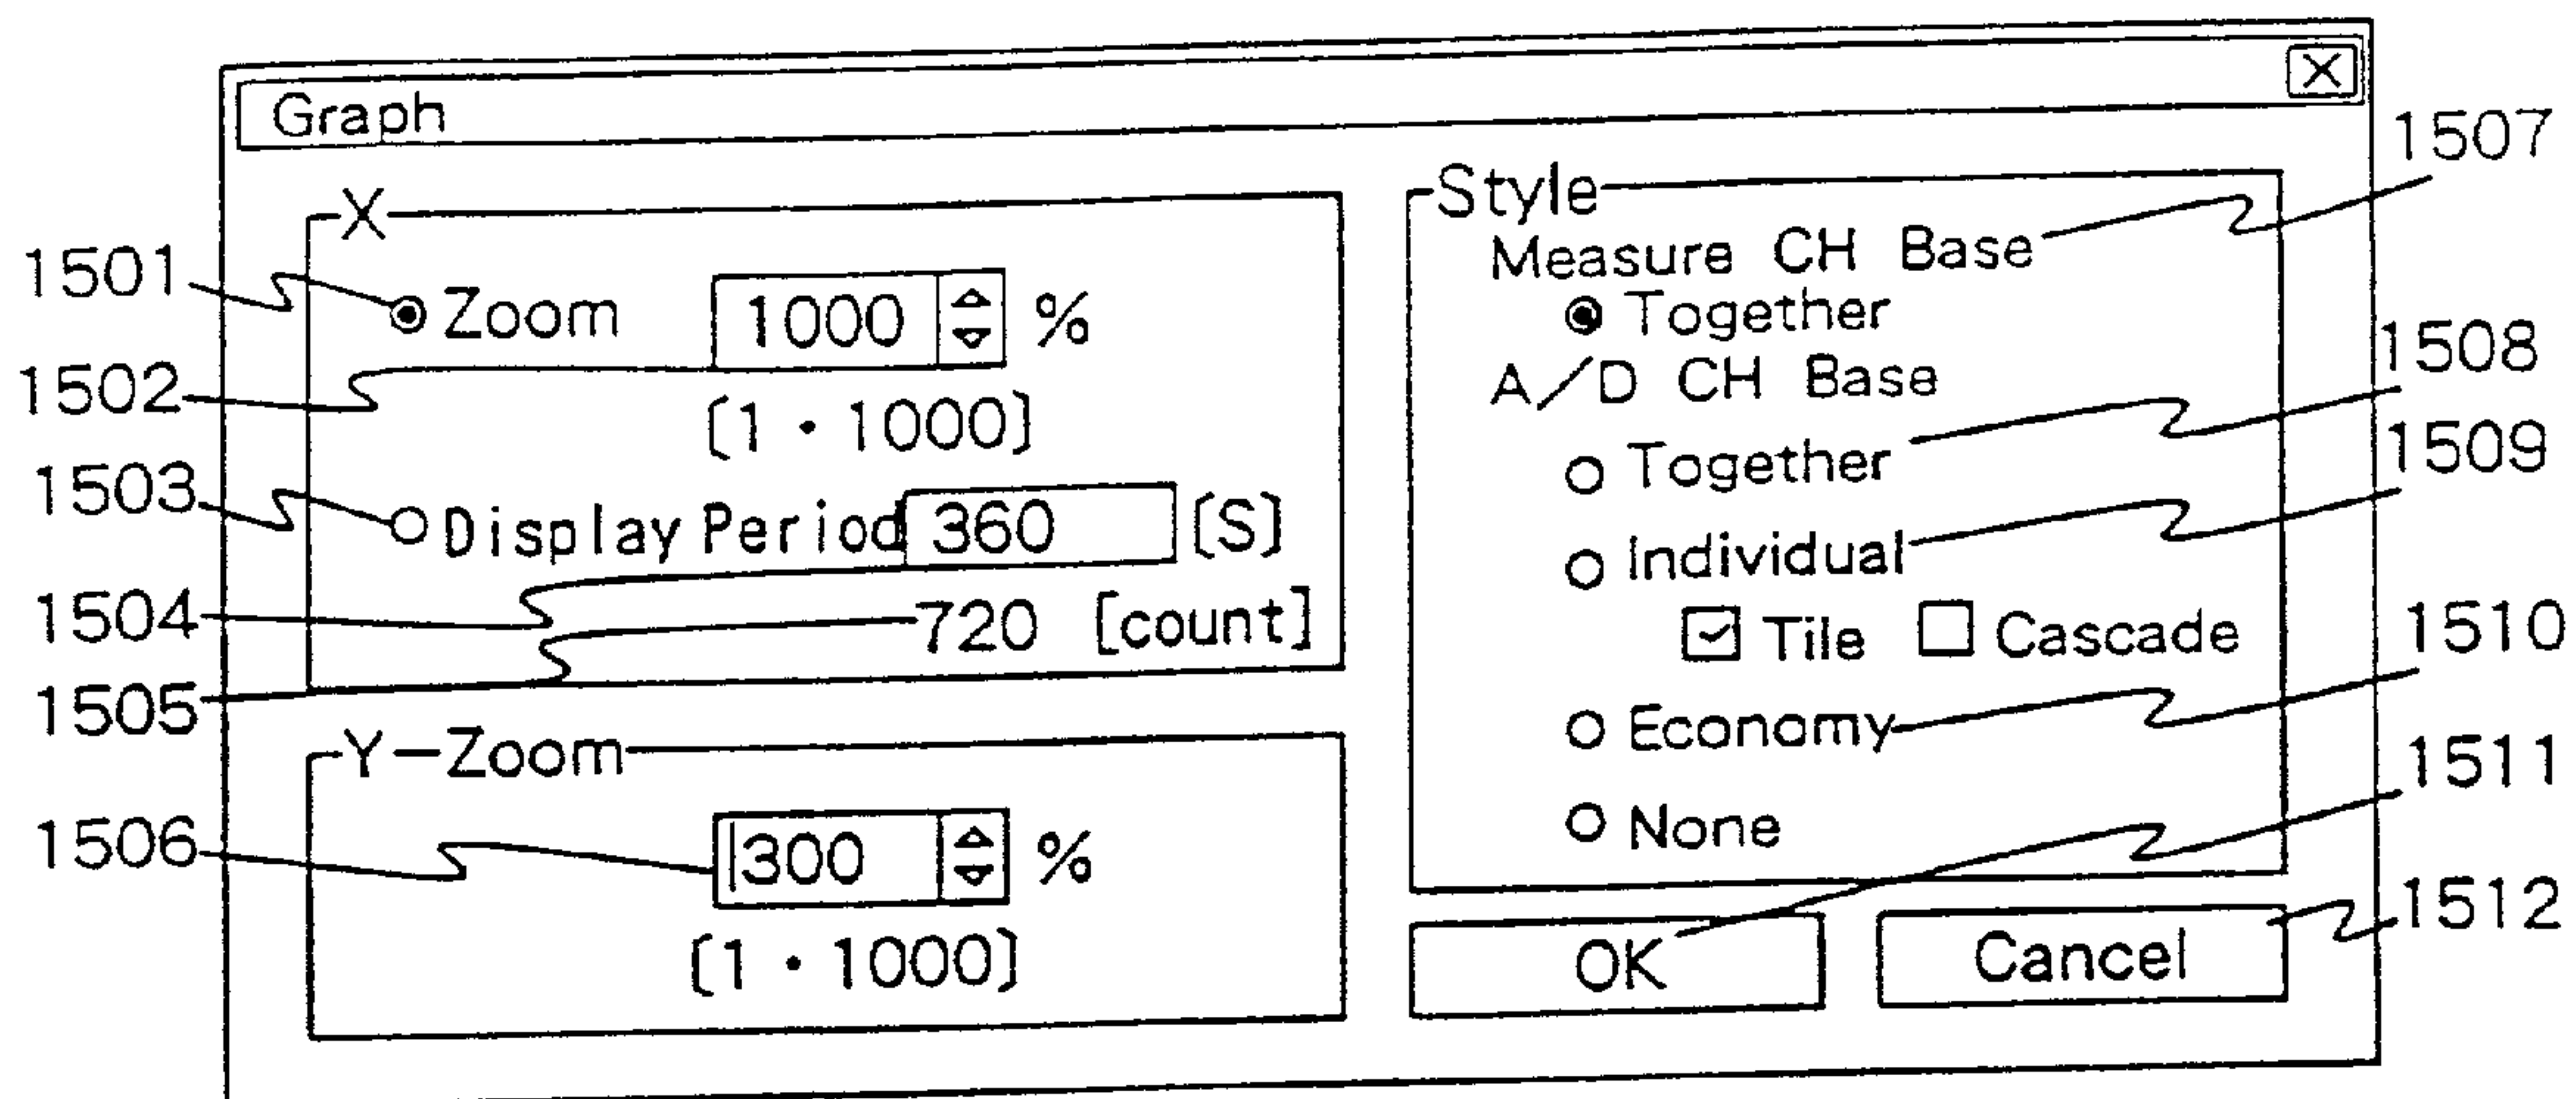 Graph
X
1501
Zoom 1000 %
1502
(1・1000)
1503
Display Period 360 (S)
1504
720 [count]
1505
Y-Zoom
1506
300 %
(1・1000)
Style
1507
Measure CH Base
Together
A/D CH Base
1508
Together
1509
Individual
Tile Cascade
1510
Economy
1511
None
1512
OK Cancel